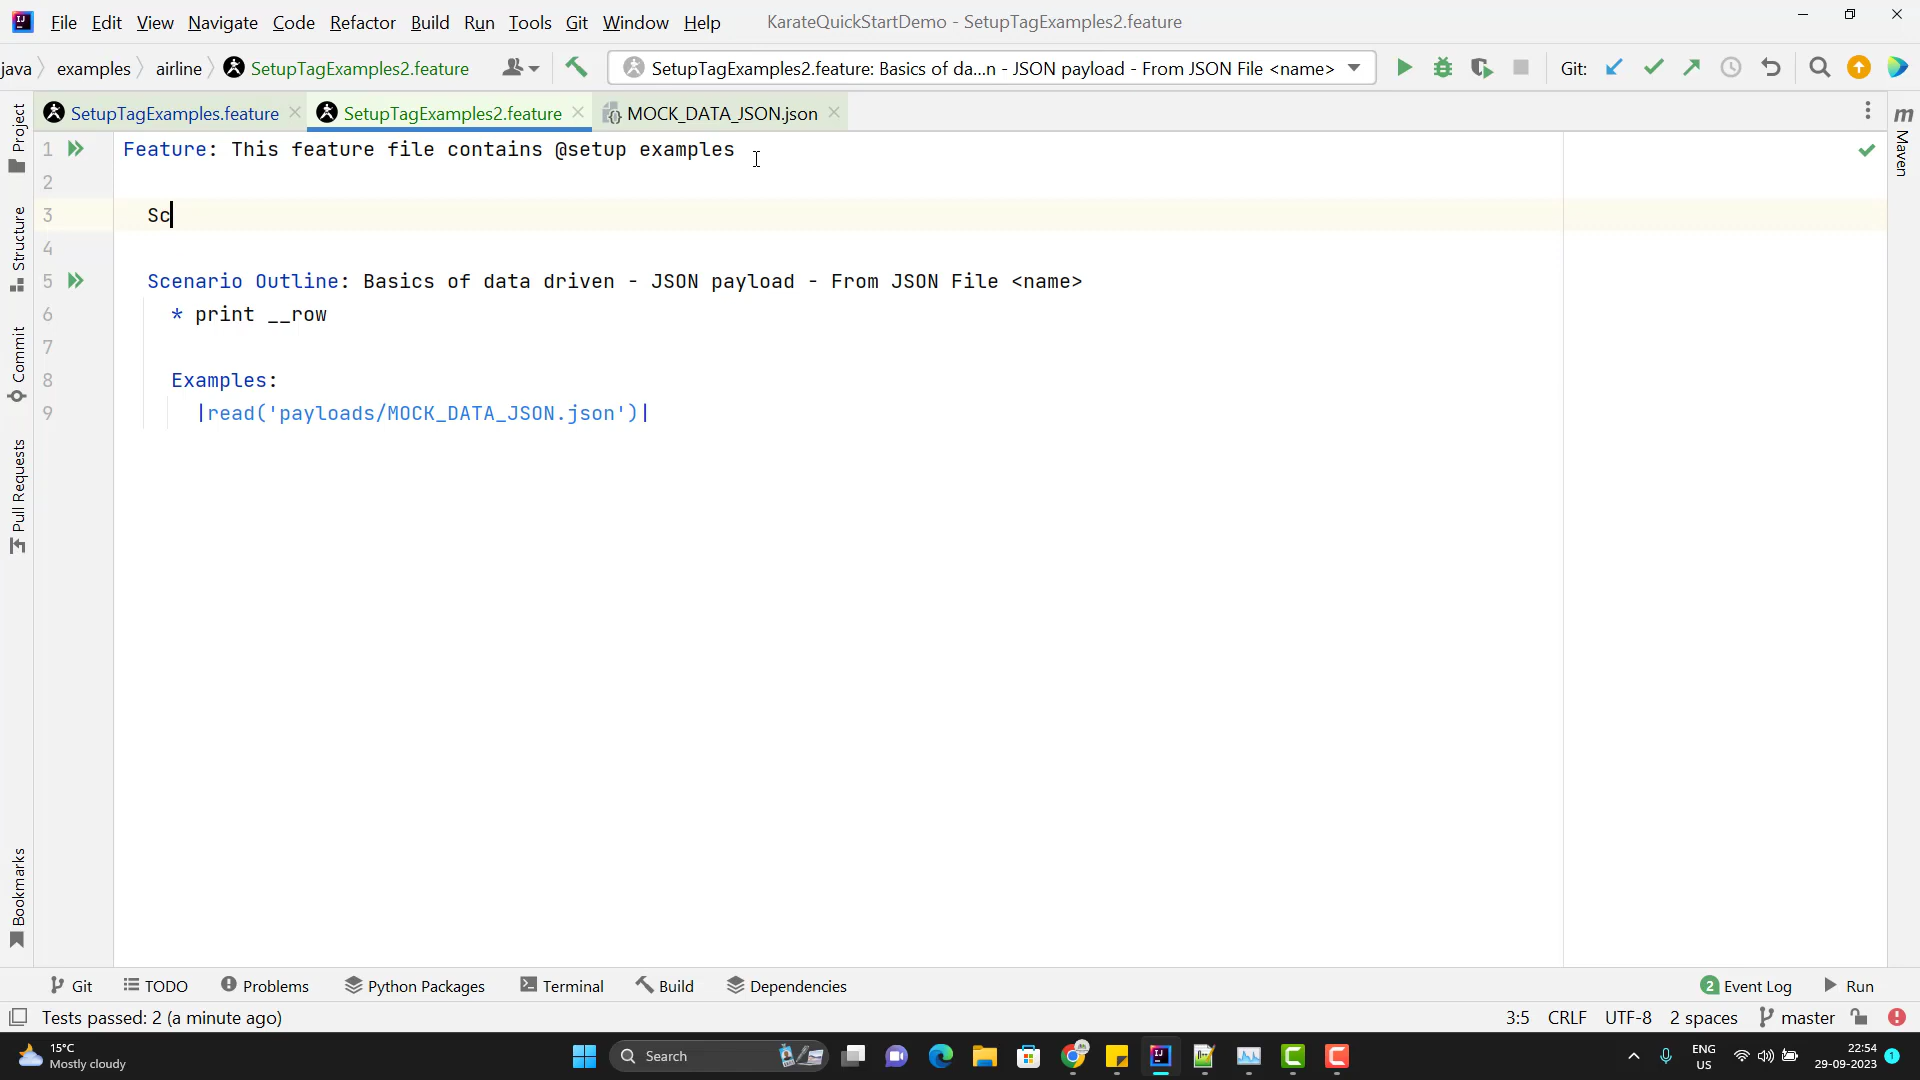 File Edit View Navigate Code Refactor Build Run Tools Git Window Help KarateQuickStartDemo - SetupTagExamples2.feature
java examples airline SetupTagExamples2.feature SetupTagExamples2.feature: Basics of da...n - JSON payload - From JSON File <name> Git:
SetupTagExamples.feature SetupTagExamples2.feature MOCK_DATA_JSON.json
1 Feature: This feature file contains @setup examples
2
3 Sc
4
5 Scenario Outline: Basics of data driven - JSON payload - From JSON File <name>
6 * print __row
7
8 Examples:
9 |read('payloads/MOCK_DATA_JSON.json')|
Project
Structure
Commit
Pull Requests
Bookmarks
m
Maven
Git TODO Problems Python Packages Terminal Build Dependencies 2 Event Log Run
Tests passed: 2 (a minute ago) 3:5 CRLF UTF-8 2 spaces master
15°C
Mostly cloudy
Search
ENG
US
22:54
29-09-2023
1